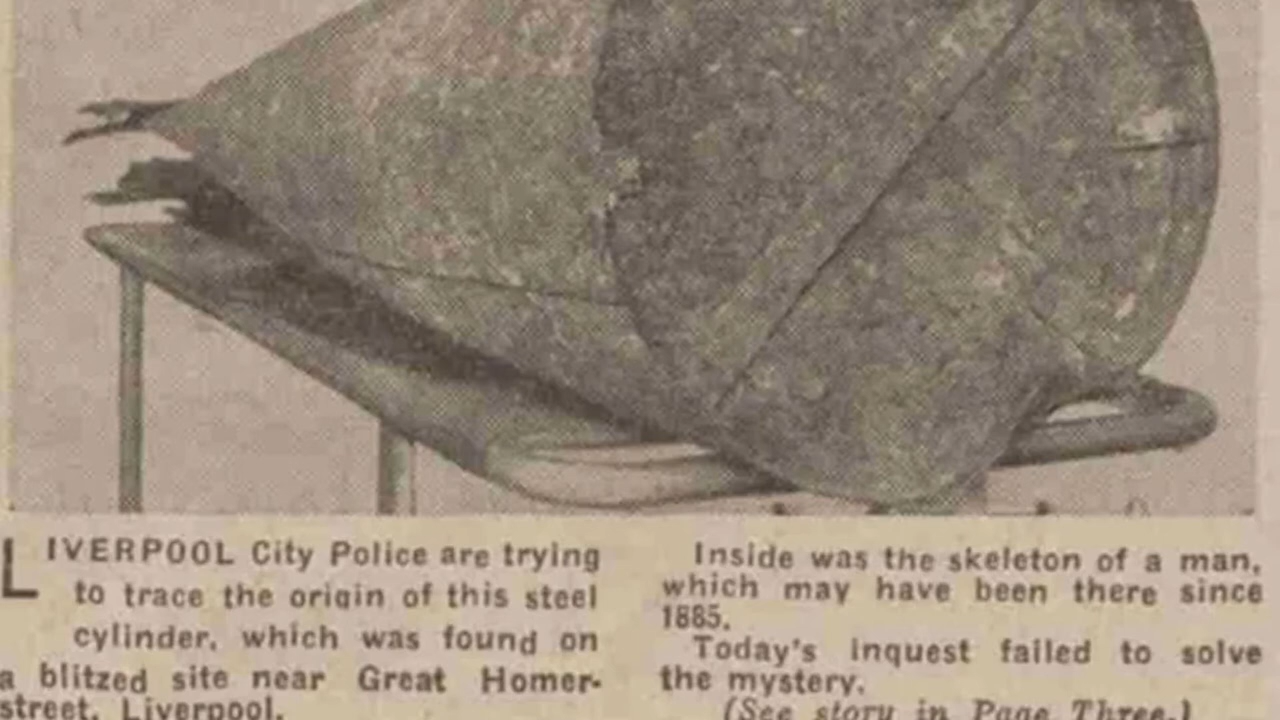 LIVERPOOL City Police are trying
to trace the origin of this steel
cylinder, which was found on
a blitzed site near Great Homer-
street, Liverpool.
Inside was the skeleton of a man,
which may have been there since
1885.
Today's inquest failed to solve
the mystery.
(See story in Page Three.)